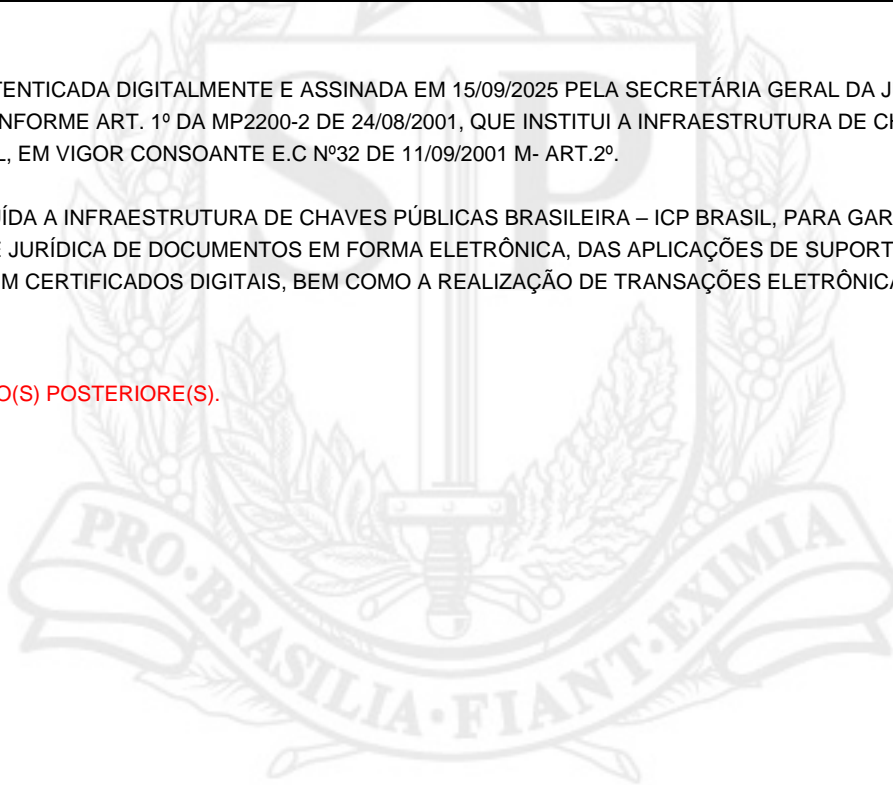 TENTICADA DIGITALMENTE E ASSINADA EM 15/09/2025 PELA SECRETÁRIA GERAL DA J
NFORME ART. 1º DA MP2200-2 DE 24/08/2001, QUE INSTITUI A INFRAESTRUTURA DE CH
L, EM VIGOR CONSOANTE E.C Nº32 DE 11/09/2001 M- ART.2º.
UÍDA A INFRAESTRUTURA DE CHAVES PÚBLICAS BRASILEIRA – ICP BRASIL, PARA GAR
E JURÍDICA DE DOCUMENTOS EM FORMA ELETRÔNICA, DAS APLICAÇÕES DE SUPORT
M CERTIFICADOS DIGITAIS, BEM COMO A REALIZAÇÃO DE TRANSAÇÕES ELETRÔNICA
O(S) POSTERIORE(S).
SP
PRO·BRASILIA·FIANT·EXIMIA